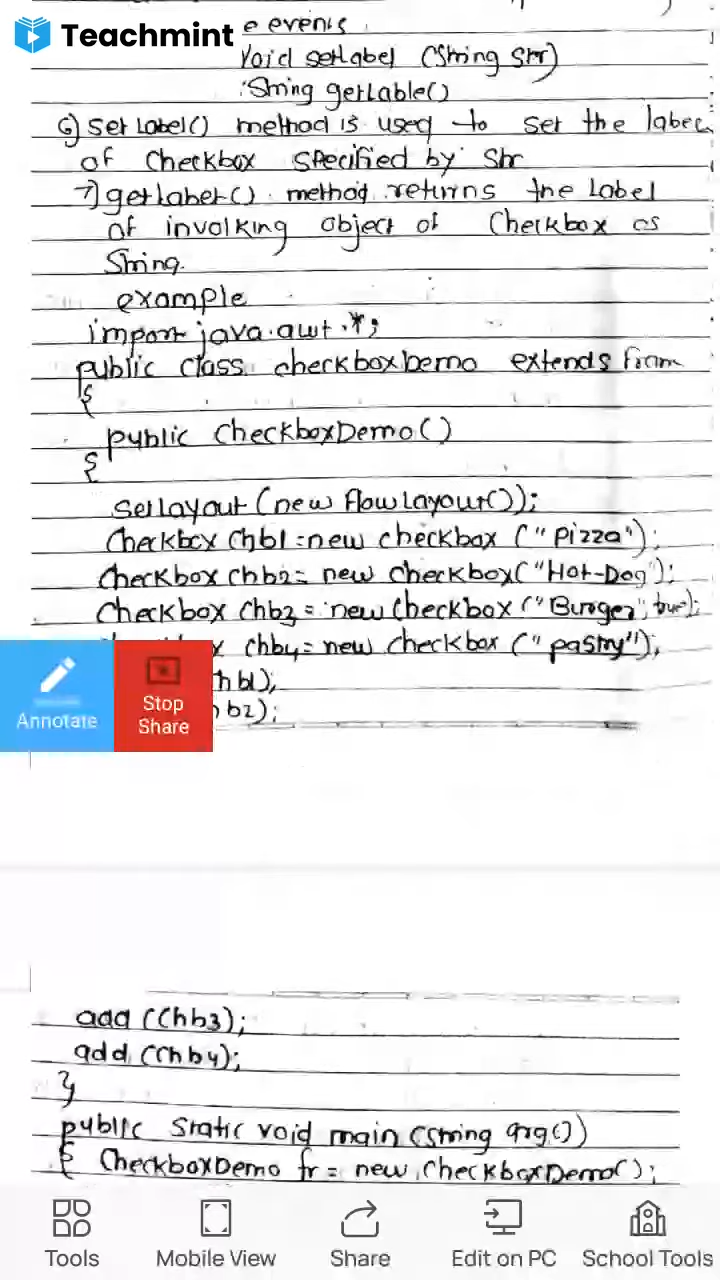 Teachmint
e events
Void setLabel (String Str)
String getLable()
6) set Label() method is used to set the label
of Checkbox specified by Str
7) getLabel() method returns the Label
of involking object of Checkbox as
String.
example
import java.awt.*;
public class checkboxDemo extends Fram
{
public CheckboxDemo()
{
setlayout (new FlowLayout());
Checkbox Chb1=new checkbox ("Pizza");
Checkbox Chb2= new Checkbox("Hot-Dog");
Checkbox Chb3 = new Checkbox ("Burger", true);
chb4=new checkbox ("pastry");
hb1);
b2);
Annotate
Stop
Share
add (Chb3);
add (Chb4);
}
public static void main (String arg[])
{ CheckboxDemo fr = new CheckboxDemo();
Tools
Mobile View
Share
Edit on PC
School Tools